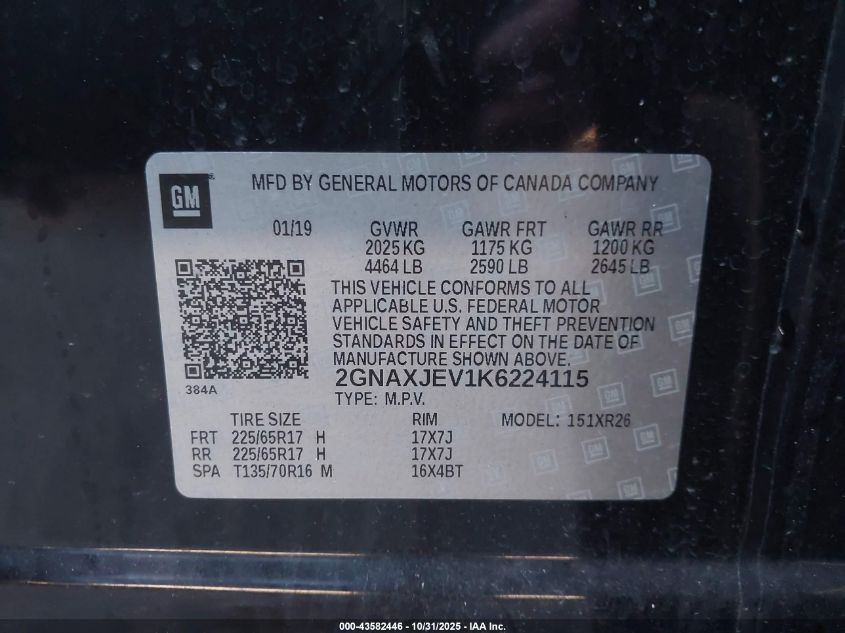 GM
MFD BY GENERAL MOTORS OF CANADA COMPANY
01/19 GVWR GAWR FRT GAWR RR
2025 KG 1175 KG 1200 KG
4464 LB 2590 LB 2645 LB
THIS VEHICLE CONFORMS TO ALL
APPLICABLE U.S. FEDERAL MOTOR
VEHICLE SAFETY AND THEFT PREVENTION
STANDARDS IN EFFECT ON THE DATE OF
MANUFACTURE SHOWN ABOVE.
384A
2GNAXJEV1K6224115
TYPE: M.P.V.
TIRE SIZE RIM MODEL: 151XR26
FRT 225/65R17 H 17X7J
RR 225/65R17 H 17X7J
SPA T135/70R16 M 16X4BT
000-43582446 - 10/31/2025 - IAA Inc.